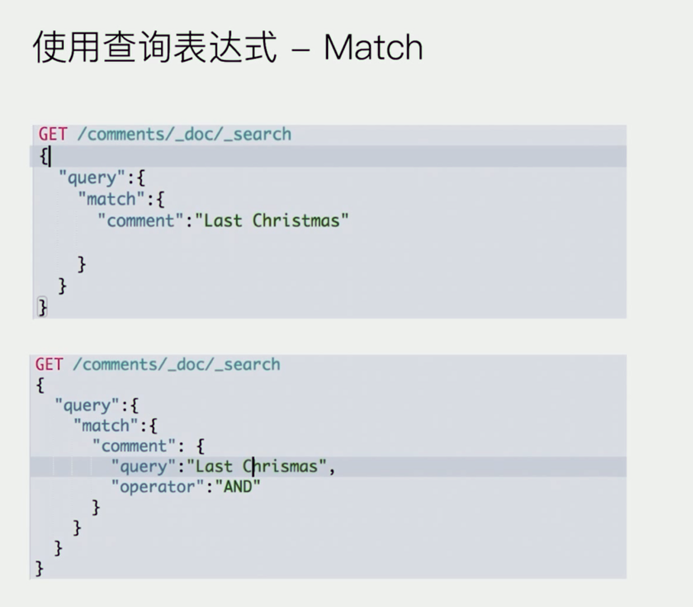 使用查询表达式 – Match
GET /comments/_doc/_search
{
"query":{
"match":{
"comment":"Last Christmas"
}
}
}
GET /comments/_doc/_search
{
"query":{
"match":{
"comment": {
"query":"Last Chrismas",
"operator":"AND"
}
}
}
}